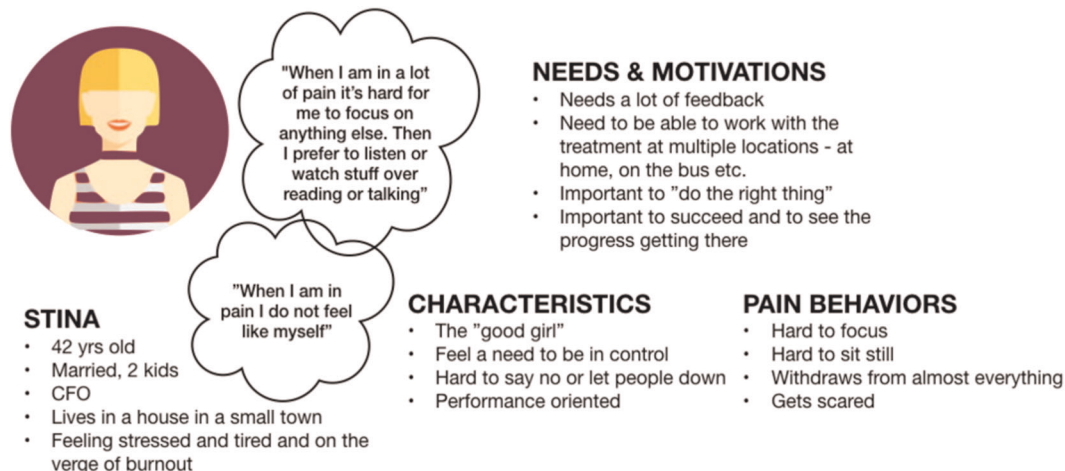 "When I am in a lot
of pain it's hard for
me to focus on
anything else. Then
I prefer to listen or
watch stuff over
reading or talking”
”When I am in
pain I do not feel
like myself”
NEEDS & MOTIVATIONS
• Needs a lot of feedback
• Need to be able to work with the
treatment at multiple locations - at
home, on the bus etc.
• Important to ”do the right thing”
• Important to succeed and to see the
progress getting there
STINA
• 42 yrs old
• Married, 2 kids
• CFO
• Lives in a house in a small town
• Feeling stressed and tired and on the
verge of burnout
CHARACTERISTICS
• The ”good girl”
• Feel a need to be in control
• Hard to say no or let people down
• Performance oriented
PAIN BEHAVIORS
• Hard to focus
• Hard to sit still
• Withdraws from almost everything
• Gets scared